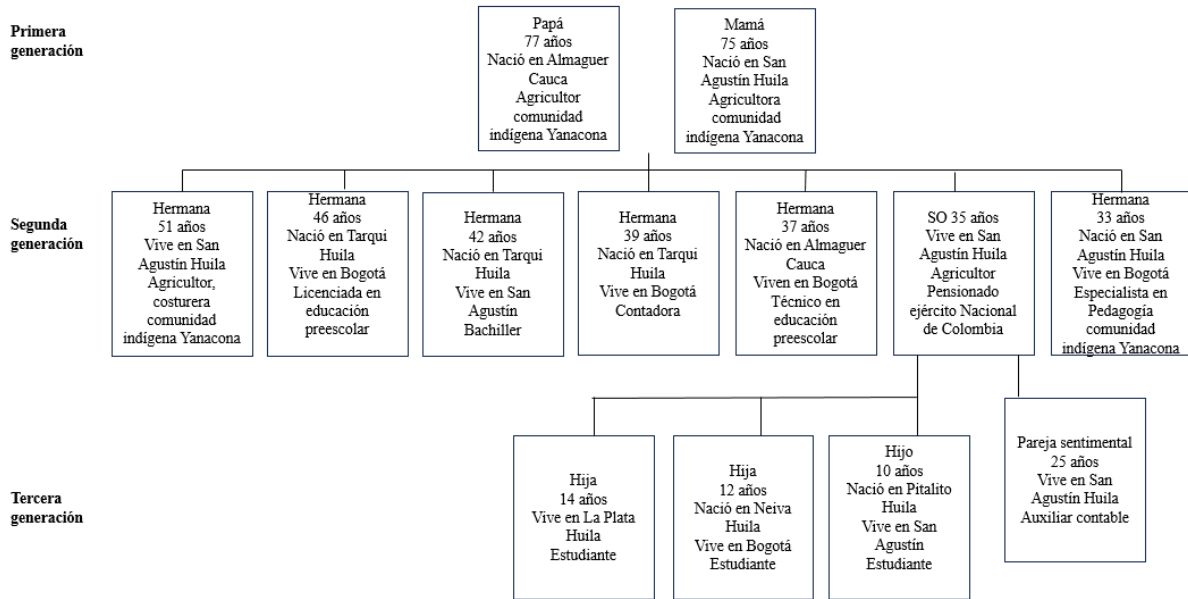 Primera
generación
Papá
77 años
Nació en Almaguer
Cauca
Agricultor
comunidad
indígena Yanacona
Mamá
75 años
Nació en San
Agustín Huila
Agricultora
comunidad
indígena Yanacona
Segunda
generación
Hermana
51 años
Vive en San
Agustín Huila
Agricultor,
costurera
comunidad
indígena Yanacona
Hermana
46 años
Nació en Tarqui
Huila
Vive en Bogotá
Licenciada en
educación
preescolar
Hermana
42 años
Nació en Tarqui
Huila
Vive en San
Agustín
Bachiller
Hermana
39 años
Nació en Tarqui
Huila
Vive en Bogotá
Contadora
Hermana
37 años
Nació en Almaguer
Cauca
Viven en Bogotá
Técnico en
educación
preescolar
SO 35 años
Vive en San
Agustín Huila
Agricultor
Pensionado
ejército Nacional
de Colombia
Hermana
33 años
Nació en San
Agustín Huila
Vive en Bogotá
Especialista en
Pedagogía
comunidad
indígena Yanacona
Tercera
generación
Hija
14 años
Vive en La Plata
Huila
Estudiante
Hija
12 años
Nació en Neiva
Huila
Vive en Bogotá
Estudiante
Hijo
10 años
Nació en Pitalito
Huila
Vive en San
Agustín
Estudiante
Pareja sentimental
25 años
Vive en San
Agustín Huila
Auxiliar contable